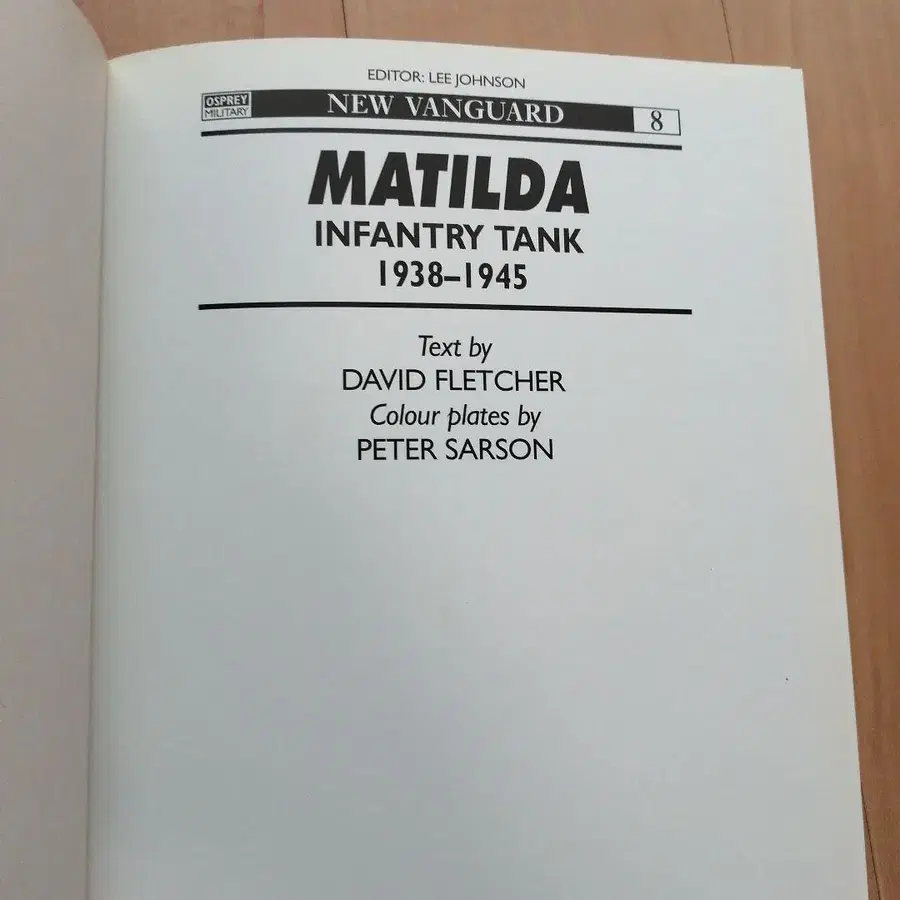 EDITOR: LEE JOHNSON
OSPREY
MILITARY
NEW VANGUARD
8
MATILDA
INFANTRY TANK
1938–1945
Text by
DAVID FLETCHER
Colour plates by
PETER SARSON